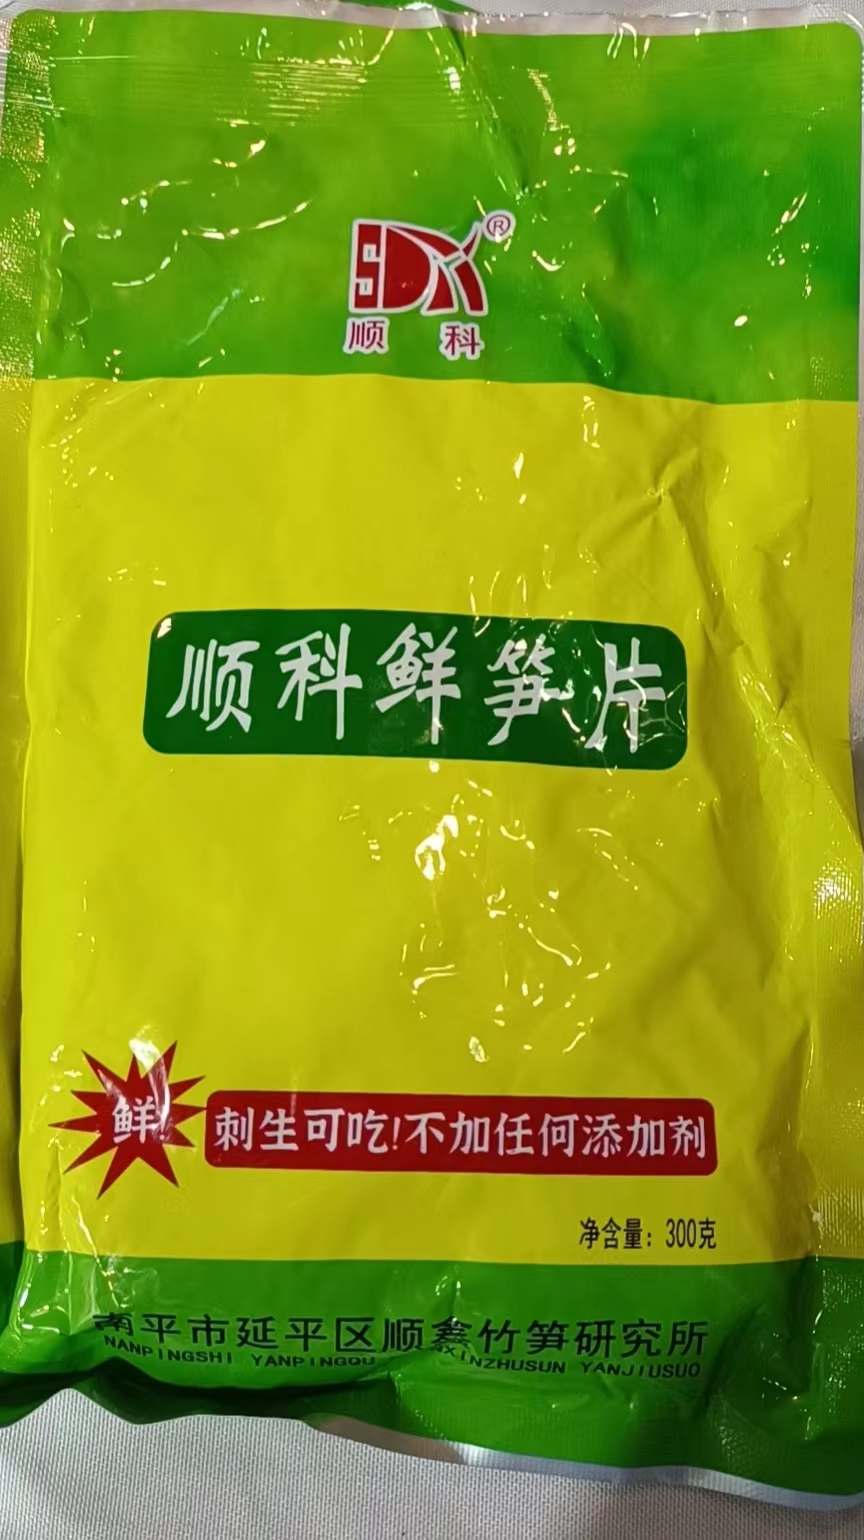 SDK®
顺 科
顺科鲜笋片
鲜!
刺生可吃!不加任何添加剂
净含量：300克
南平市延平区顺鑫竹笋研究所
NANPINGSHI YANPINGQU XINZHUSUN YANJIUSUO